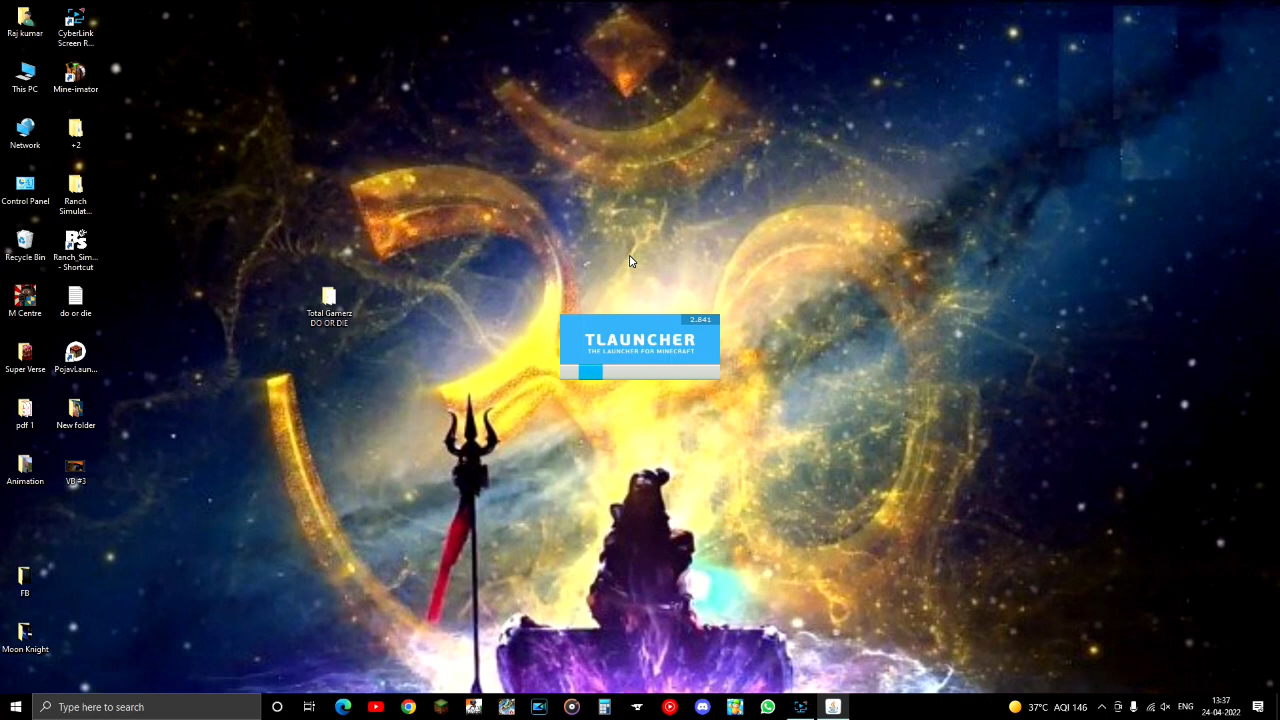 Raj kumar
CyberLink
Screen R...
This PC
Mine-imator
Network
+2
Control Panel
Ranch
Simulat...
Recycle Bin
Ranch_Sim...
- Shortcut
M Centre
do or die
Total Gamerz
DO OR DIE
Super Verse
PojavLaun...
pdf 1
New folder
Animation
VB #3
FB
Moon Knight
2.841
TLAUNCHER
THE LAUNCHER FOR MINECRAFT
Type here to search
37°C AQI 146
ENG
13:37
24-04-2022